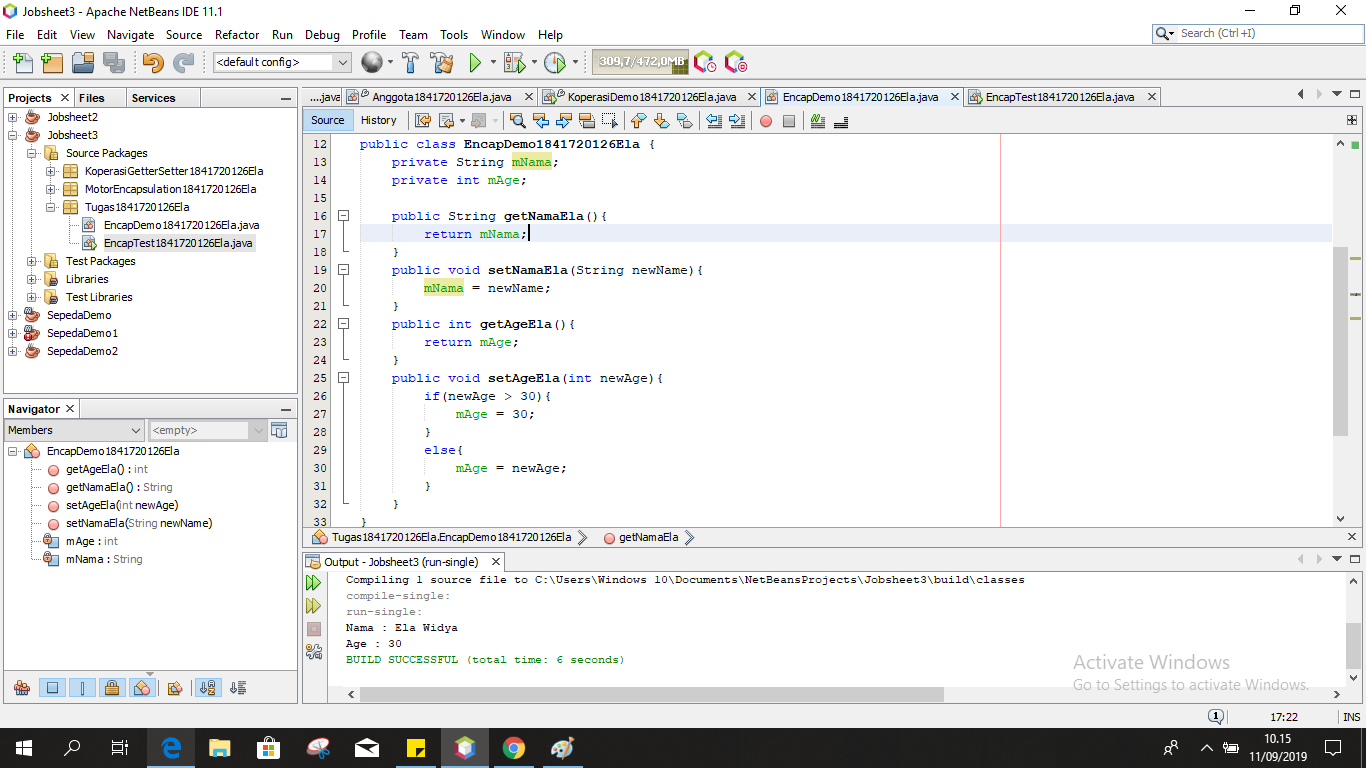 Jobsheet3 - Apache NetBeans IDE 11.1
File Edit View Navigate Source Refactor Run Debug Profile Team Tools Window Help
Search (Ctrl+I)
<default config>
309,7/472,0MB
Projects Files Services
Jobsheet2
Jobsheet3
Source Packages
KoperasiGetterSetter1841720126Ela
MotorEncapsulation1841720126Ela
Tugas1841720126Ela
EncapDemo1841720126Ela.java
EncapTest1841720126Ela.java
Test Packages
Libraries
Test Libraries
SepedaDemo
SepedaDemo1
SepedaDemo2
Navigator
Members <empty>
EncapDemo1841720126Ela
getAgeEla() : int
getNamaEla() : String
setAgeEla(int newAge)
setNamaEla(String newName)
mAge : int
mNama : String
....java Anggota1841720126Ela.java KoperasiDemo1841720126Ela.java EncapDemo1841720126Ela.java EncapTest1841720126Ela.java
Source History
12 public class EncapDemo1841720126Ela {
13 private String mNama;
14 private int mAge;
15
16 public String getNamaEla(){
17 return mNama;
18 }
19 public void setNamaEla(String newName){
20 mNama = newName;
21 }
22 public int getAgeEla(){
23 return mAge;
24 }
25 public void setAgeEla(int newAge){
26 if(newAge > 30){
27 mAge = 30;
28 }
29 else{
30 mAge = newAge;
31 }
32 }
33 }
Tugas1841720126Ela.EncapDemo1841720126Ela getNamaEla
Output - Jobsheet3 (run-single)
Compiling 1 source file to C:\Users\Windows 10\Documents\NetBeansProjects\Jobsheet3\build\classes
compile-single:
run-single:
Nama : Ela Widya
Age : 30
BUILD SUCCESSFUL (total time: 6 seconds)
Activate Windows
Go to Settings to activate Windows.
1 17:22 INS
10.15
11/09/2019